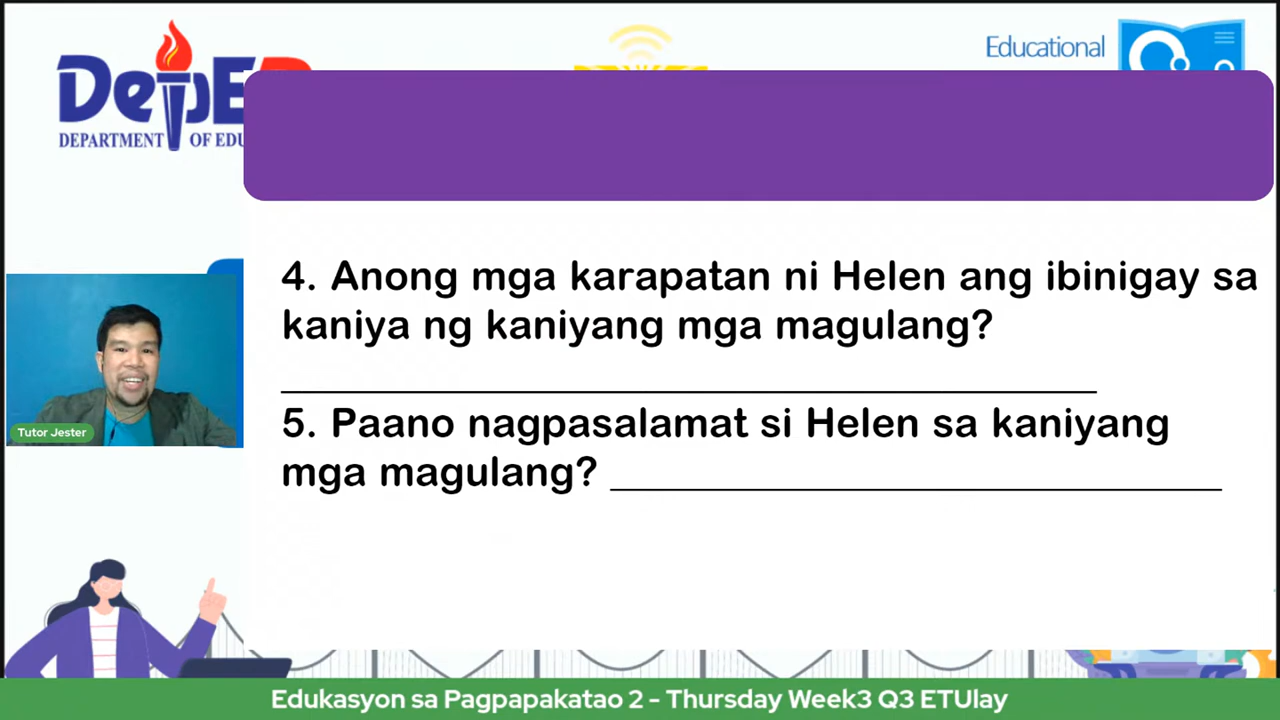 DepED
DEPARTMENT OF EDU
Educational
4. Anong mga karapatan ni Helen ang ibinigay sa
kaniya ng kaniyang mga magulang?
5. Paano nagpasalamat si Helen sa kaniyang
mga magulang?
Tutor Jester
Edukasyon sa Pagpapakatao 2 - Thursday Week3 Q3 ETUlay